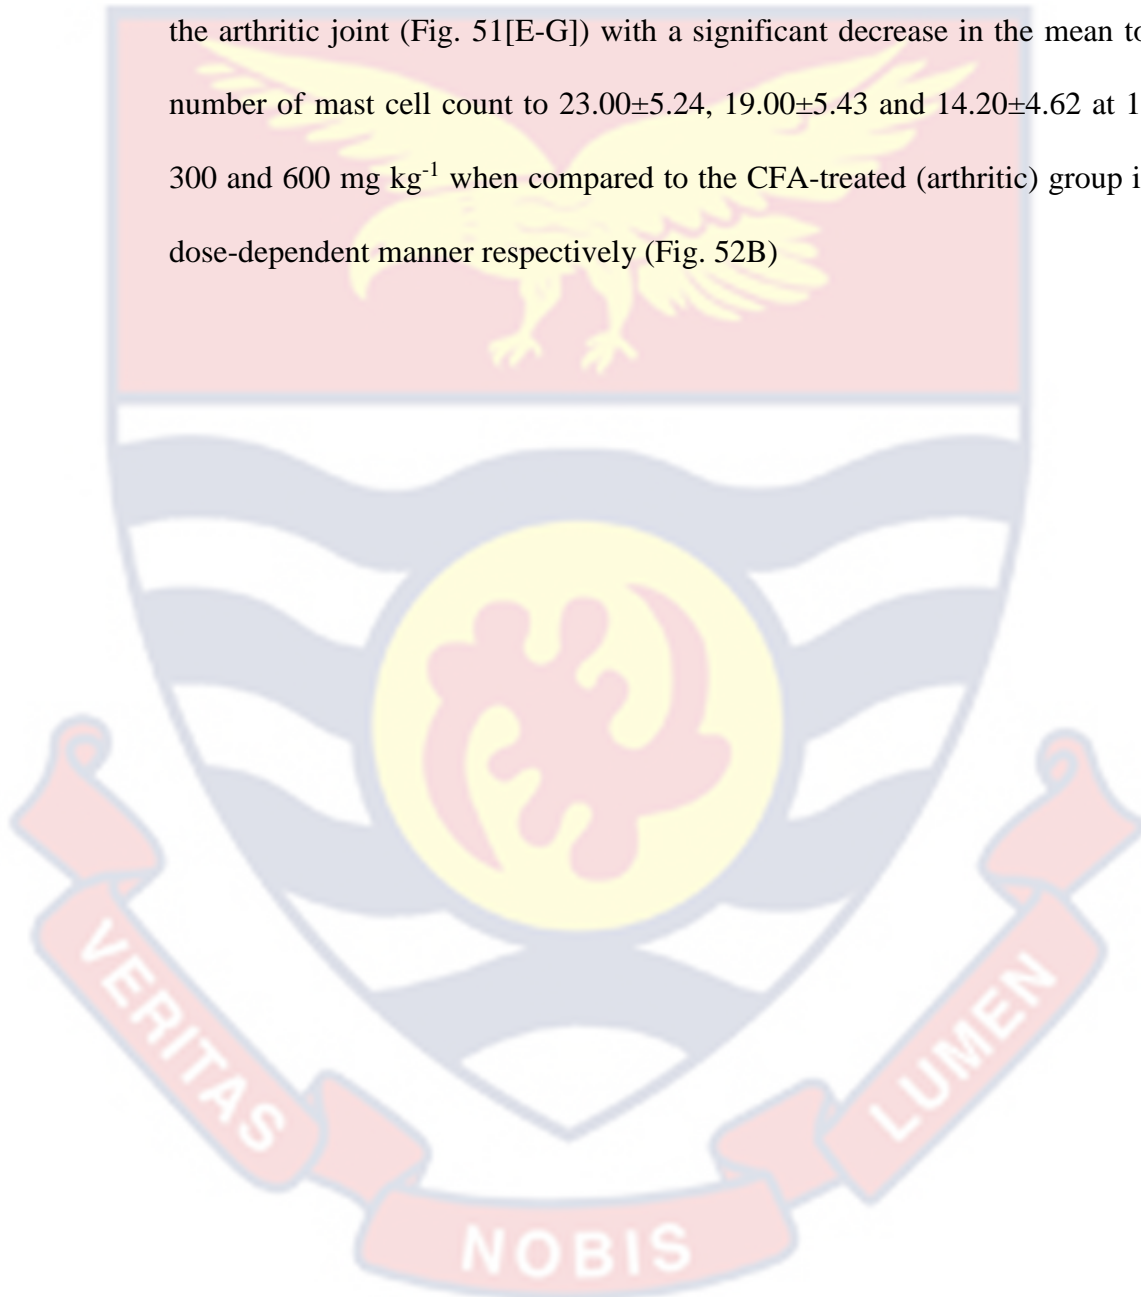 the arthritic joint (Fig. 51[E-G]) with a significant decrease in the mean to
number of mast cell count to 23.00±5.24, 19.00±5.43 and 14.20±4.62 at 1
300 and 600 mg kg⁻¹ when compared to the CFA-treated (arthritic) group i
dose-dependent manner respectively (Fig. 52B)
VERITAS
NOBIS
LUMEN